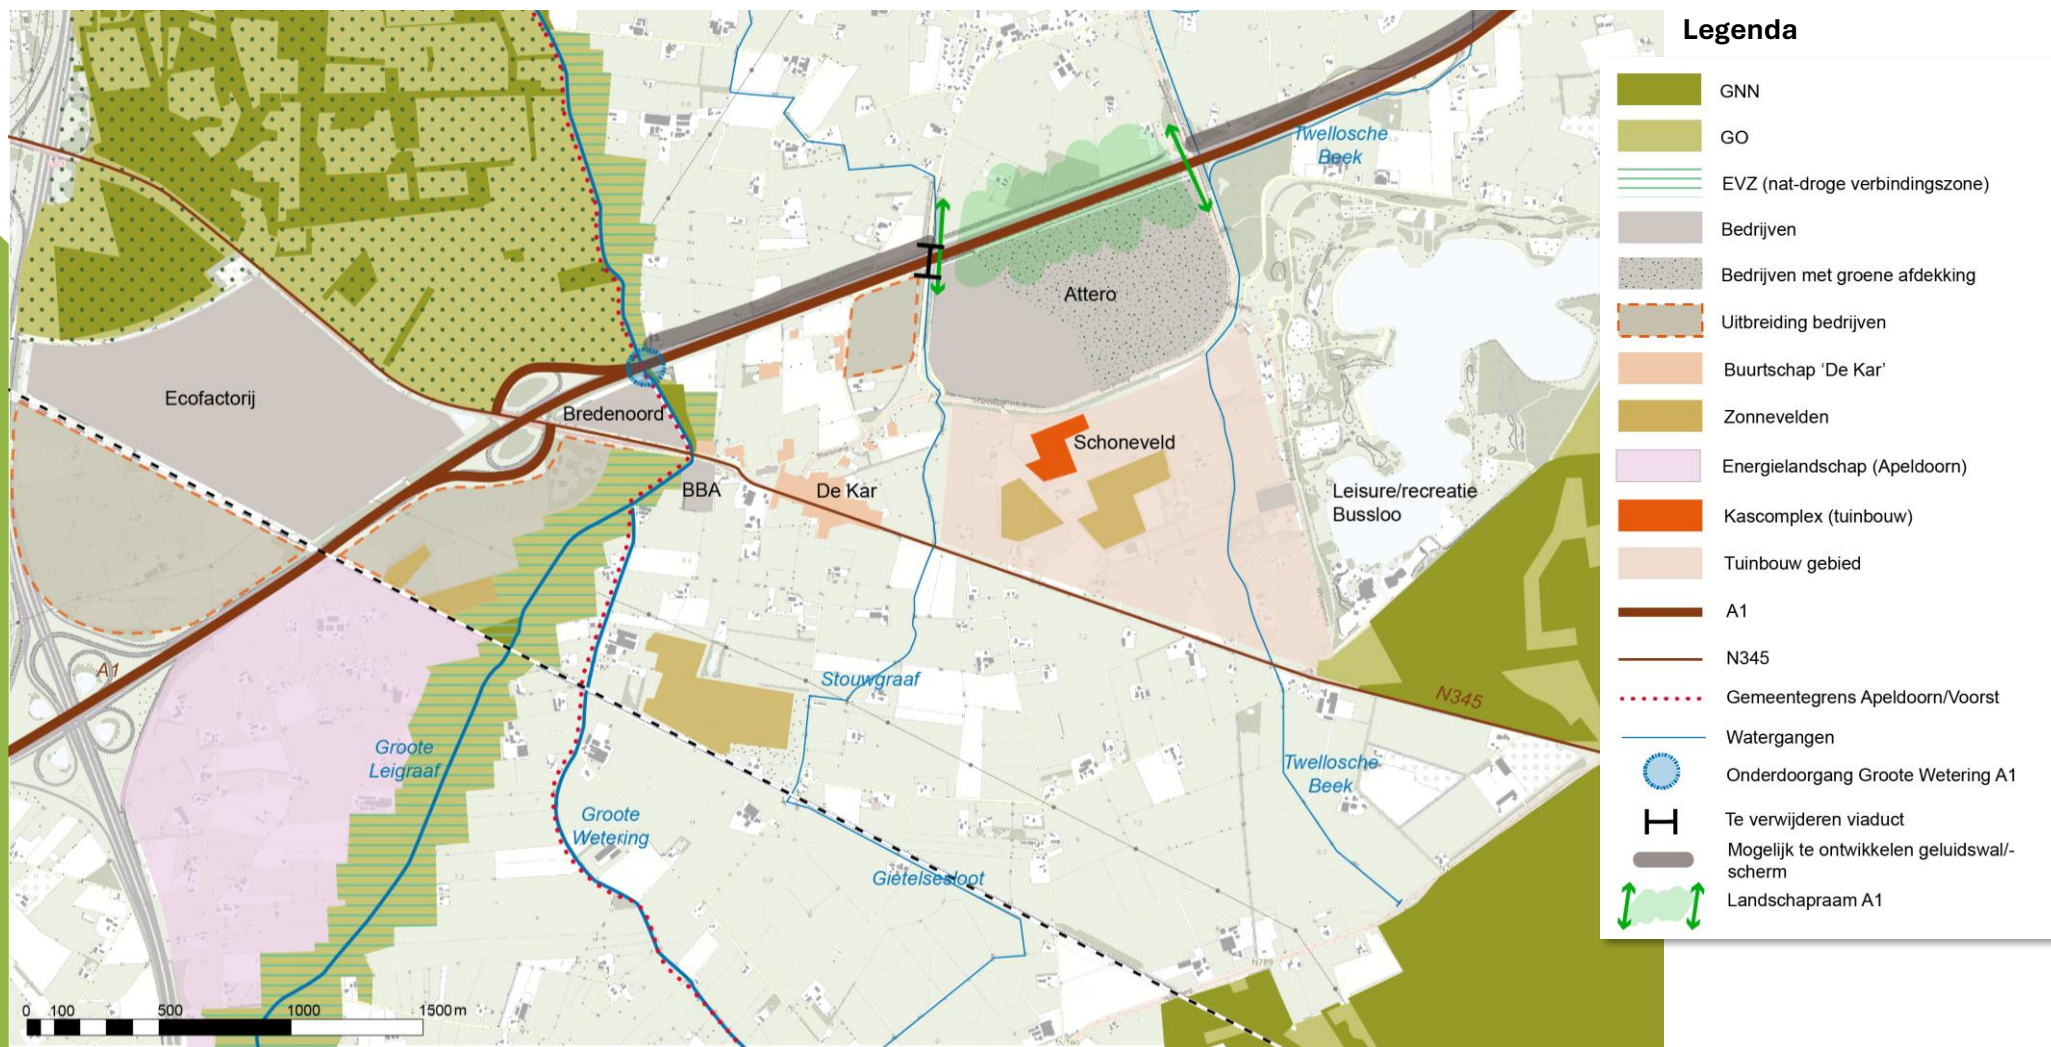 Legenda
GNN
GO
EVZ (nat-droge verbindingszone)
Bedrijven
Bedrijven met groene afdekking
Uitbreiding bedrijven
Buurtschap ‘De Kar’
Zonnevelden
Energielandschap (Apeldoorn)
Kascomplex (tuinbouw)
Tuinbouw gebied
A1
N345
Gemeentegrens Apeldoorn/Voorst
Watergangen
Onderdoorgang Groote Wetering A1
Te verwijderen viaduct
Mogelijk te ontwikkelen geluidswal/-
scherm
Landschapraam A1
Twellosche
Beek
Attero
Ecofactorij
Bredenoord
Schoneveld
BBA
De Kar
Leisure/recreatie
Bussloo
A1
Stouwgraaf
N345
Groote
Leigraaf
Twellosche
Beek
Groote
Wetering
Gietelsesloot
N789
0 100 500 1000 1500m